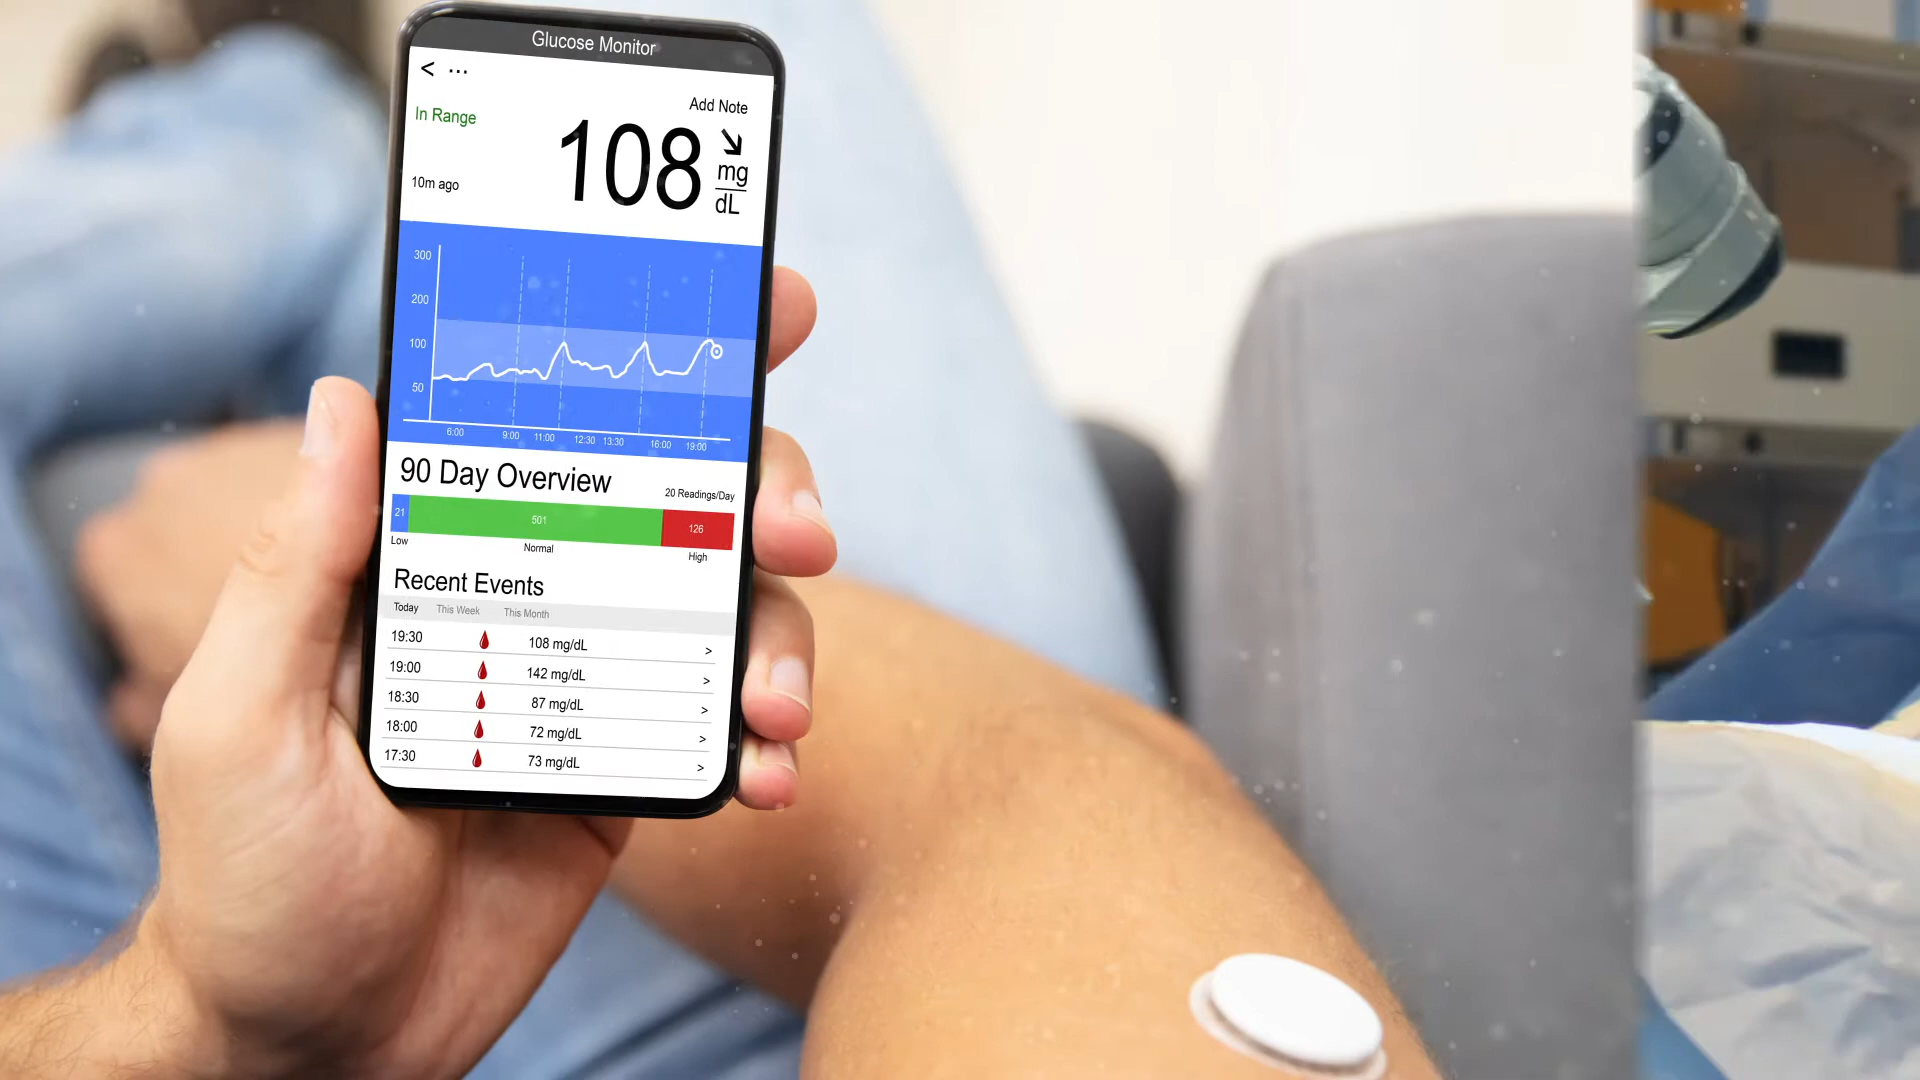 Glucose Monitor
< ...
Add Note
In Range
108 mg/dL
10m ago
300
200
100
50
6:00 9:00 11:00 12:30 13:30 16:00 19:00
90 Day Overview
20 Readings/Day
21 501 126
Low Normal High
Recent Events
Today This Week This Month
19:30 108 mg/dL >
19:00 142 mg/dL >
18:30 87 mg/dL >
18:00 72 mg/dL >
17:30 73 mg/dL >